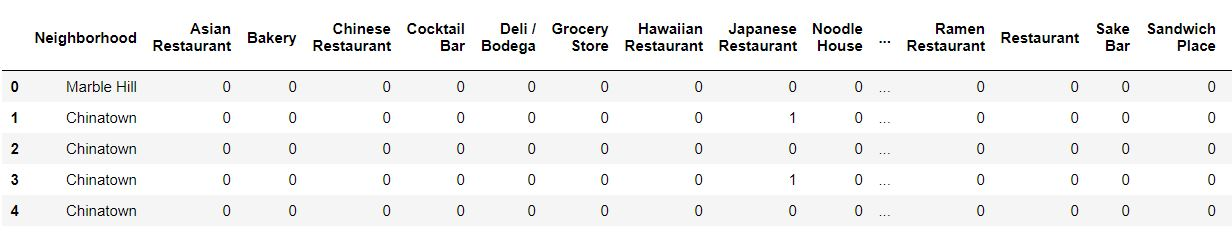 Neighborhood Asian Restaurant Bakery Chinese Restaurant Cocktail Bar Deli / Bodega Grocery Store Hawaiian Restaurant Japanese Restaurant Noodle House ... Ramen Restaurant Restaurant Sake Bar Sandwich Place
0 Marble Hill 0 0 0 0 0 0 0 0 0 ... 0 0 0 0
1 Chinatown 0 0 0 0 0 0 0 1 0 ... 0 0 0 0
2 Chinatown 0 0 0 0 0 0 0 0 0 ... 0 0 0 0
3 Chinatown 0 0 0 0 0 0 0 1 0 ... 0 0 0 0
4 Chinatown 0 0 0 0 0 0 0 0 0 ... 0 0 0 0